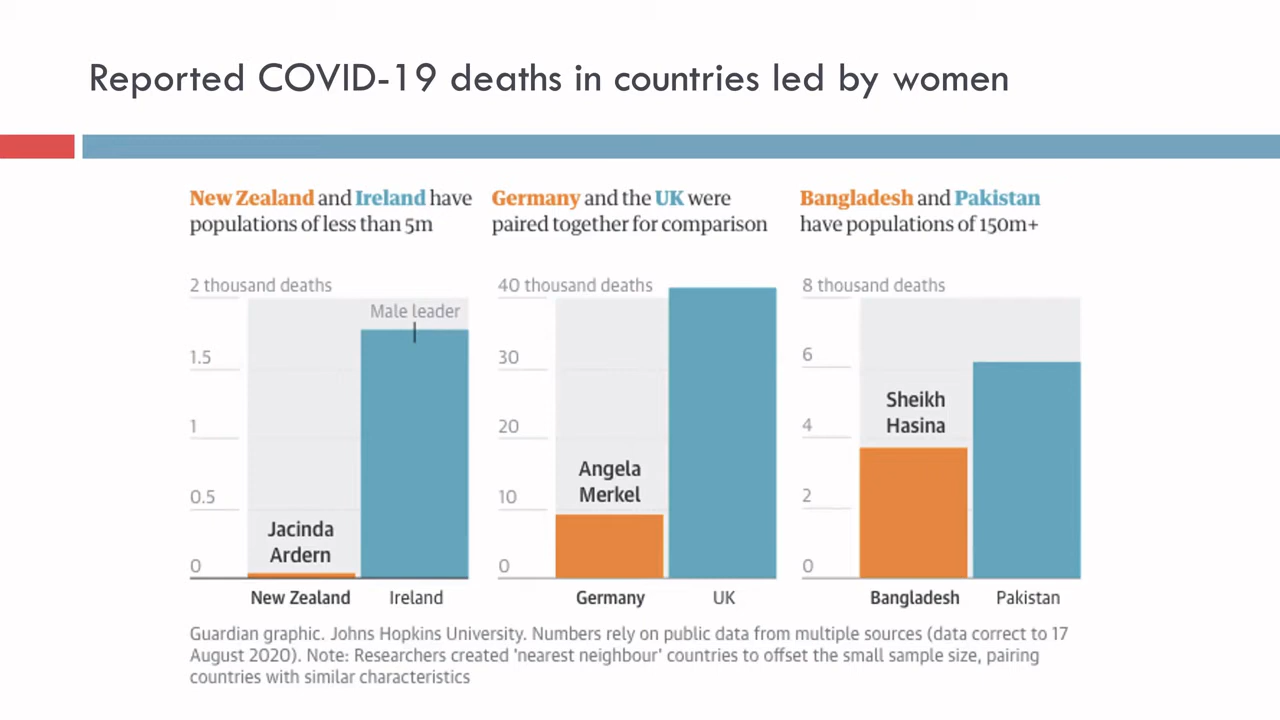 Reported COVID-19 deaths in countries led by women
New Zealand and Ireland have
populations of less than 5m
2 thousand deaths
Male leader
1.5
1
0.5
0
Jacinda
Ardern
New Zealand
Ireland
Germany and the UK were
paired together for comparison
40 thousand deaths
30
20
10
0
Angela
Merkel
Germany
UK
Bangladesh and Pakistan
have populations of 150m+
8 thousand deaths
6
4
2
0
Sheikh
Hasina
Bangladesh
Pakistan
Guardian graphic. Johns Hopkins University. Numbers rely on public data from multiple sources (data correct to 17
August 2020). Note: Researchers created 'nearest neighbour' countries to offset the small sample size, pairing
countries with similar characteristics